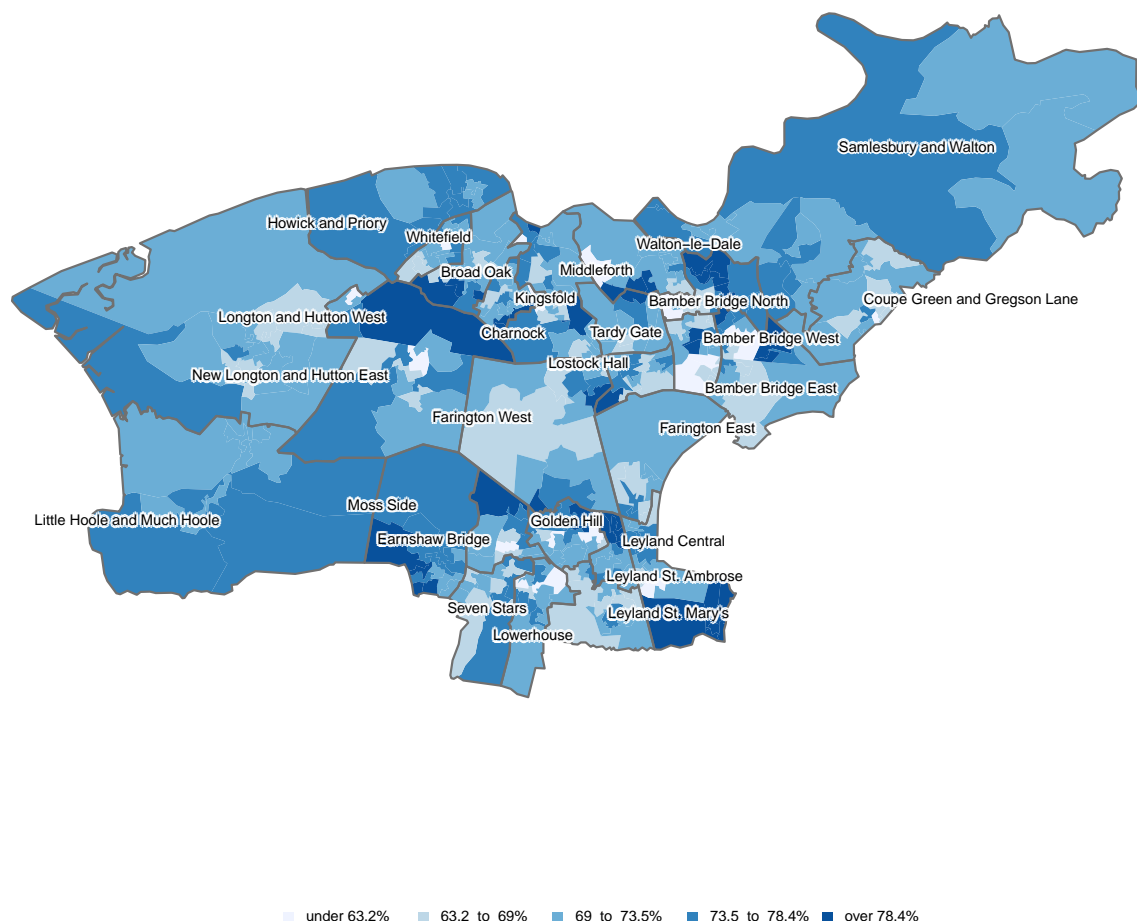 Samlesbury and Walton
Howick and Priory
Whitefield
Walton−le−Dale
Broad Oak
Middleforth
Kingsfold
Bamber Bridge North
Coupe Green and Gregson Lane
Longton and Hutton West
Charnock
Tardy Gate
Bamber Bridge West
Lostock Hall
New Longton and Hutton East
Bamber Bridge East
Farington West
Farington East
Moss Side
Little Hoole and Much Hoole
Golden Hill
Earnshaw Bridge
Leyland Central
Leyland St. Ambrose
Seven Stars
Leyland St. Mary's
Lowerhouse
under 63.2% 63.2 to 69% 69 to 73.5% 73.5 to 78.4% over 78.4%